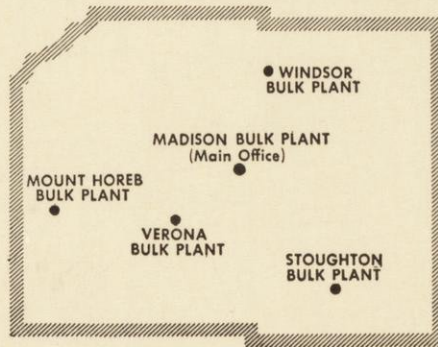 WINDSOR
BULK PLANT
MADISON BULK PLANT
(Main Office)
MOUNT HOREB
BULK PLANT
VERONA
BULK PLANT
STOUGHTON
BULK PLANT